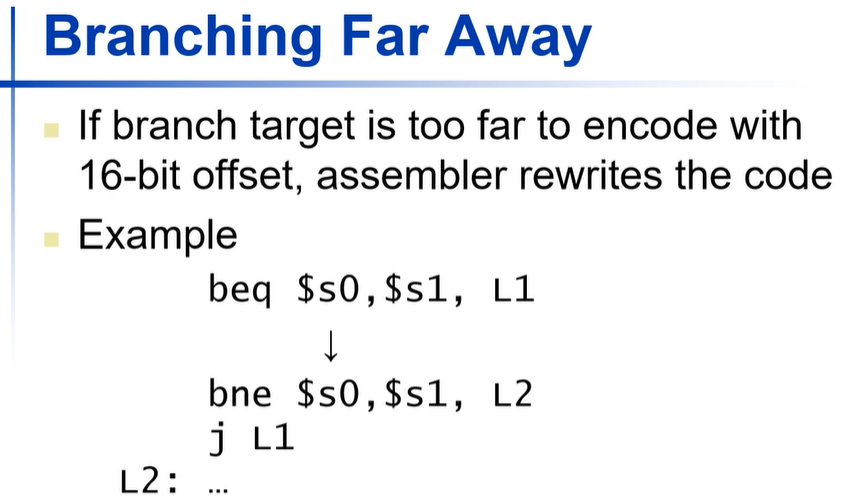 Branching Far Away
If branch target is too far to encode with
16-bit offset, assembler rewrites the code
Example
beq $s0,$s1, L1
↓
bne $s0,$s1, L2
j L1
L2: …